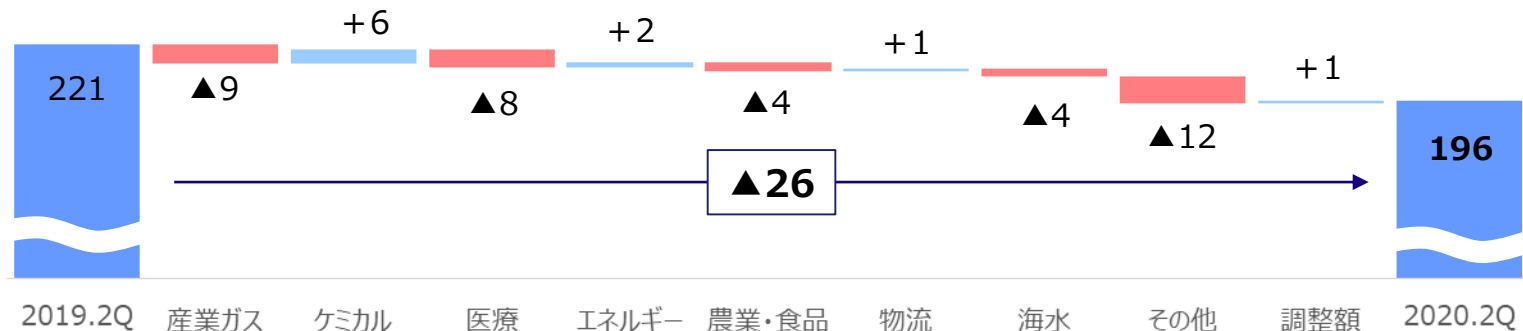 221
▲9
+6
▲8
+2
▲4
+1
▲4
▲12
+1
196
▲26
2019.2Q
産業ガス
ケミカル
医療
エネルギー
農業・食品
物流
海水
その他
調整額
2020.2Q